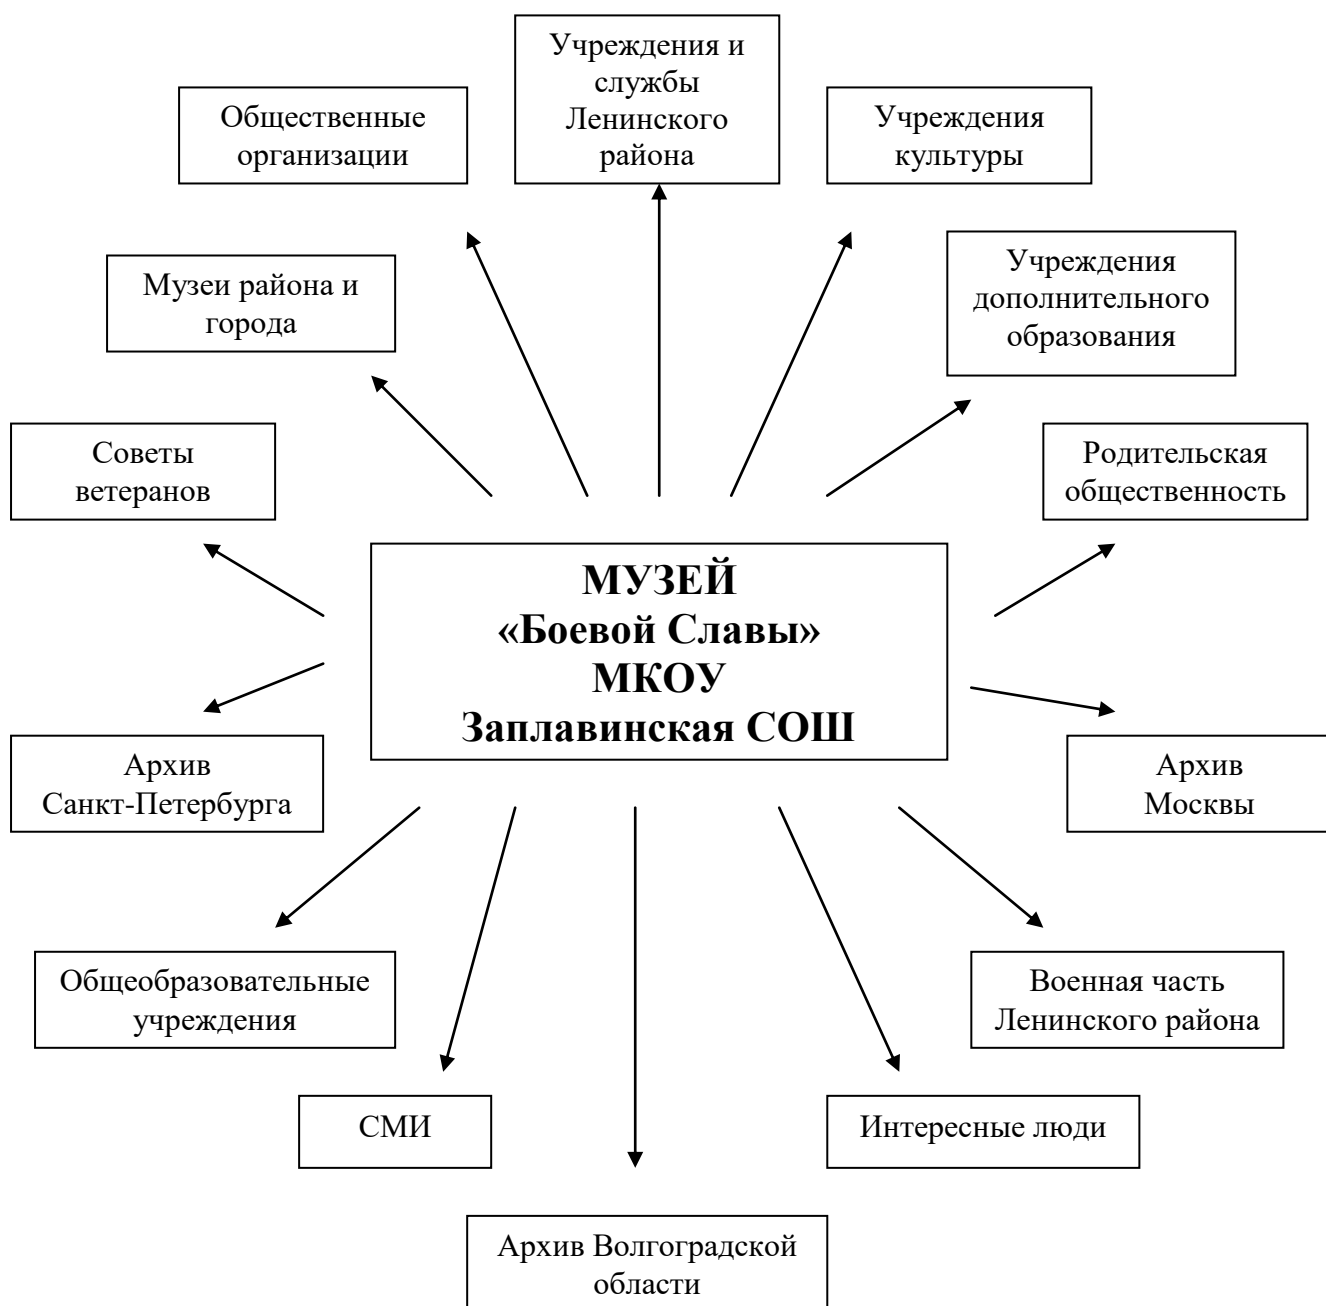 Учреждения и
службы
Ленинского
района
Общественные
организации
Учреждения
культуры
Музеи района и
города
Учреждения
дополнительного
образования
Советы
ветеранов
Родительская
общественность
МУЗЕЙ
«Боевой Славы»
МКОУ
Заплавинская СОШ
Архив
Санкт-Петербурга
Архив
Москвы
Общеобразовательные
учреждения
Военная часть
Ленинского района
СМИ
Интересные люди
Архив Волгоградской
области